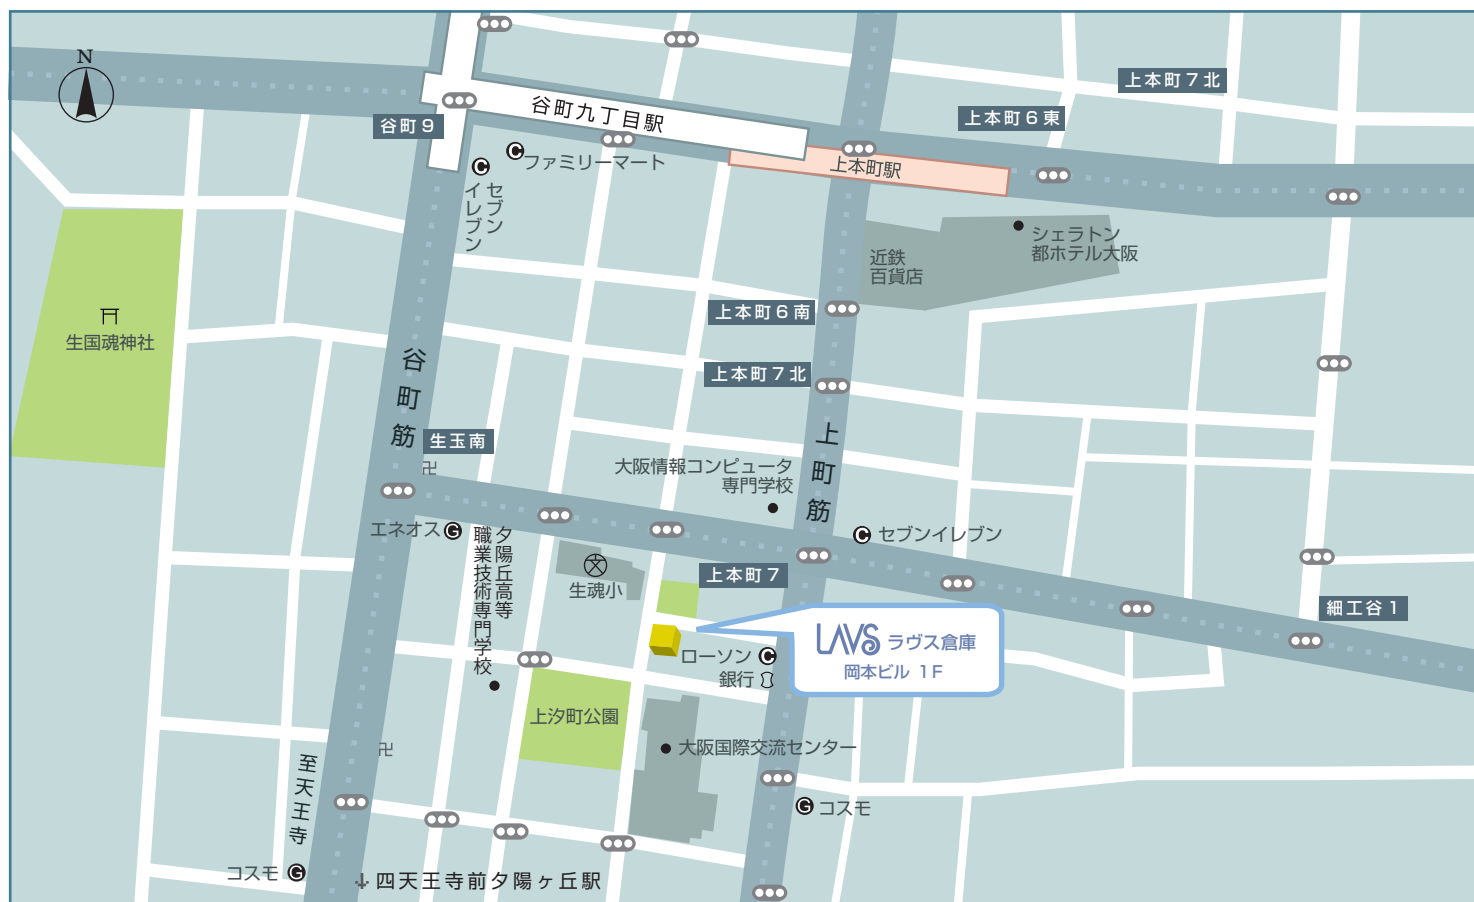 N
上本町7北
上本町6東
谷町9
谷町九丁目駅
ファミリーマート
セブン
イレブン
上本町駅
シェラトン
都ホテル大阪
近鉄
百貨店
上本町6南
生国魂神社
谷町筋
上本町7北
生玉南
上町筋
大阪情報コンピュータ
専門学校
エネオス
G
夕陽丘高等
職業技術専門学校
C
セブンイレブン
文
生魂小
上本町7
細工谷1
LAVS ラヴス倉庫
岡本ビル 1F
ローソン
銀行
上汐町公園
大阪国際交流センター
至天王寺
コスモ
G
G
コスモ
四天王寺前夕陽ヶ丘駅